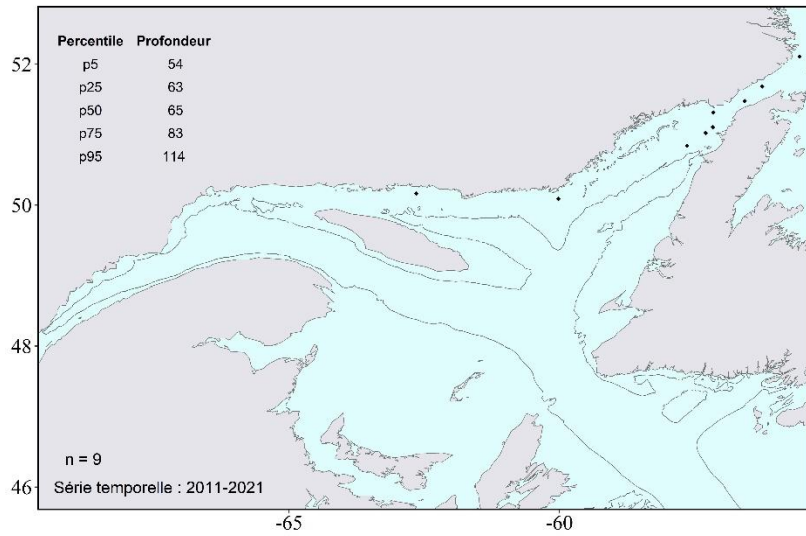 Percentile Profondeur
p5 54
p25 63
p50 65
p75 83
p95 114
52
50
48
46
n = 9
Série temporelle : 2011-2021
-65 -60